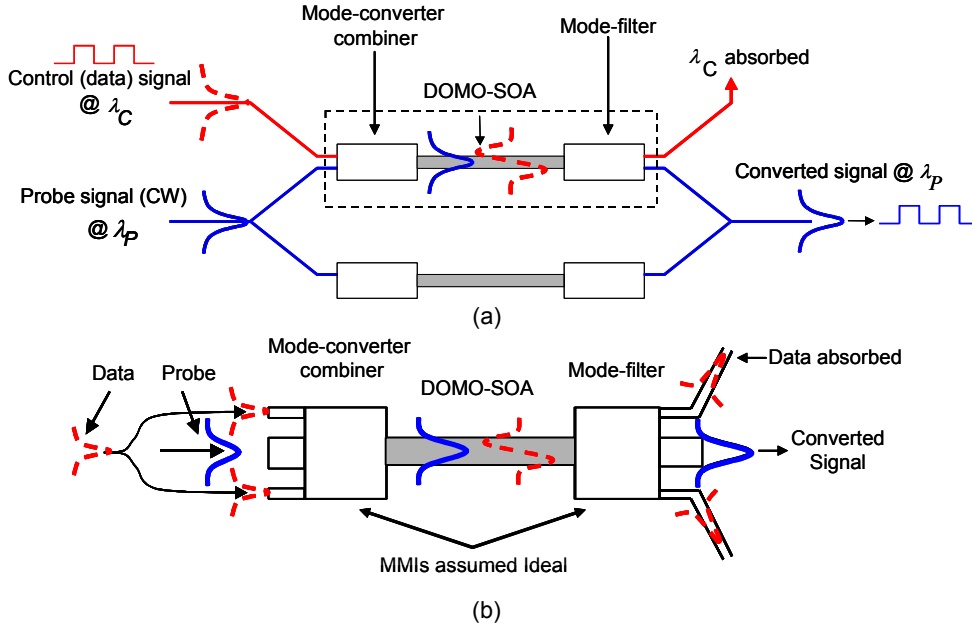 Mode-converter
combiner
Mode-filter
Control (data) signal
@ λC
DOMO-SOA
λC absorbed
Probe signal (CW)
@ λP
Converted signal @ λP
(a)
Mode-converter
combiner
Data
Probe
DOMO-SOA
Mode-filter
Data absorbed
Converted
Signal
MMIs assumed Ideal
(b)